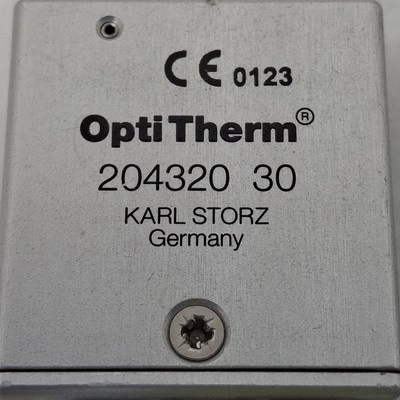 CE 0123
OptiTherm®
204320 30
KARL STORZ
Germany